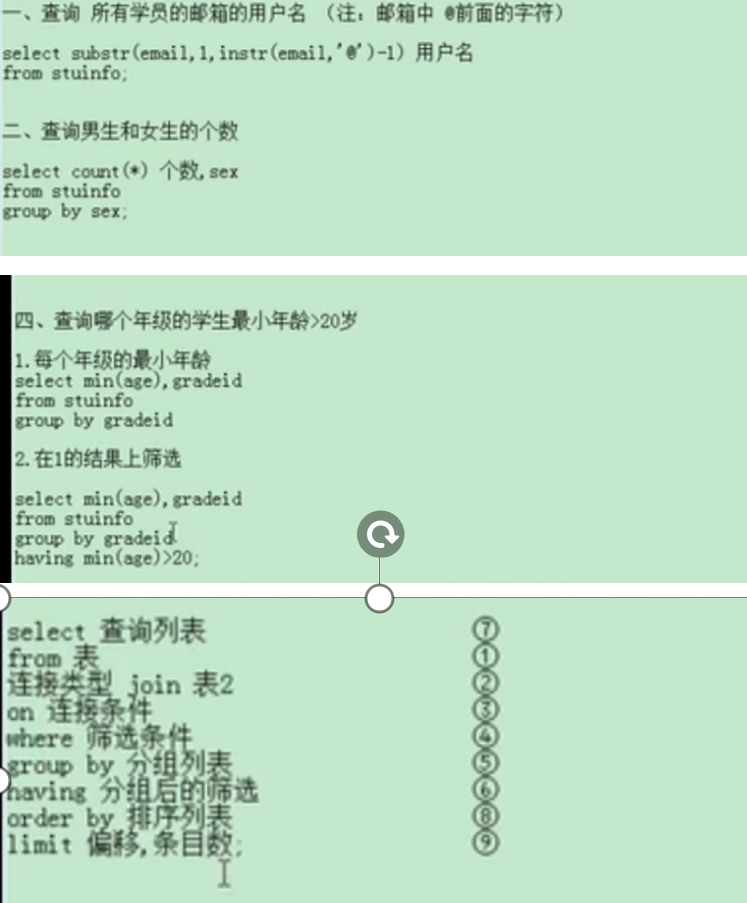 一、查询 所有学员的邮箱的用户名 （注：邮箱中 @前面的字符）
select substr(email,1,instr(email,'@')-1) 用户名
from stuinfo;
二、查询男生和女生的个数
select count(*) 个数,sex
from stuinfo
group by sex;
四、查询哪个年级的学生最小年龄>20岁
1.每个年级的最小年龄
select min(age),gradeid
from stuinfo
group by gradeid
2.在1的结果上筛选
select min(age),gradeid
from stuinfo
group by gradeid
having min(age)>20;
select 查询列表 ⑦
from 表 ①
连接类型 join 表2 ②
on 连接条件 ③
where 筛选条件 ④
group by 分组列表 ⑤
having 分组后的筛选 ⑥
order by 排序列表 ⑧
limit 偏移,条目数; ⑨